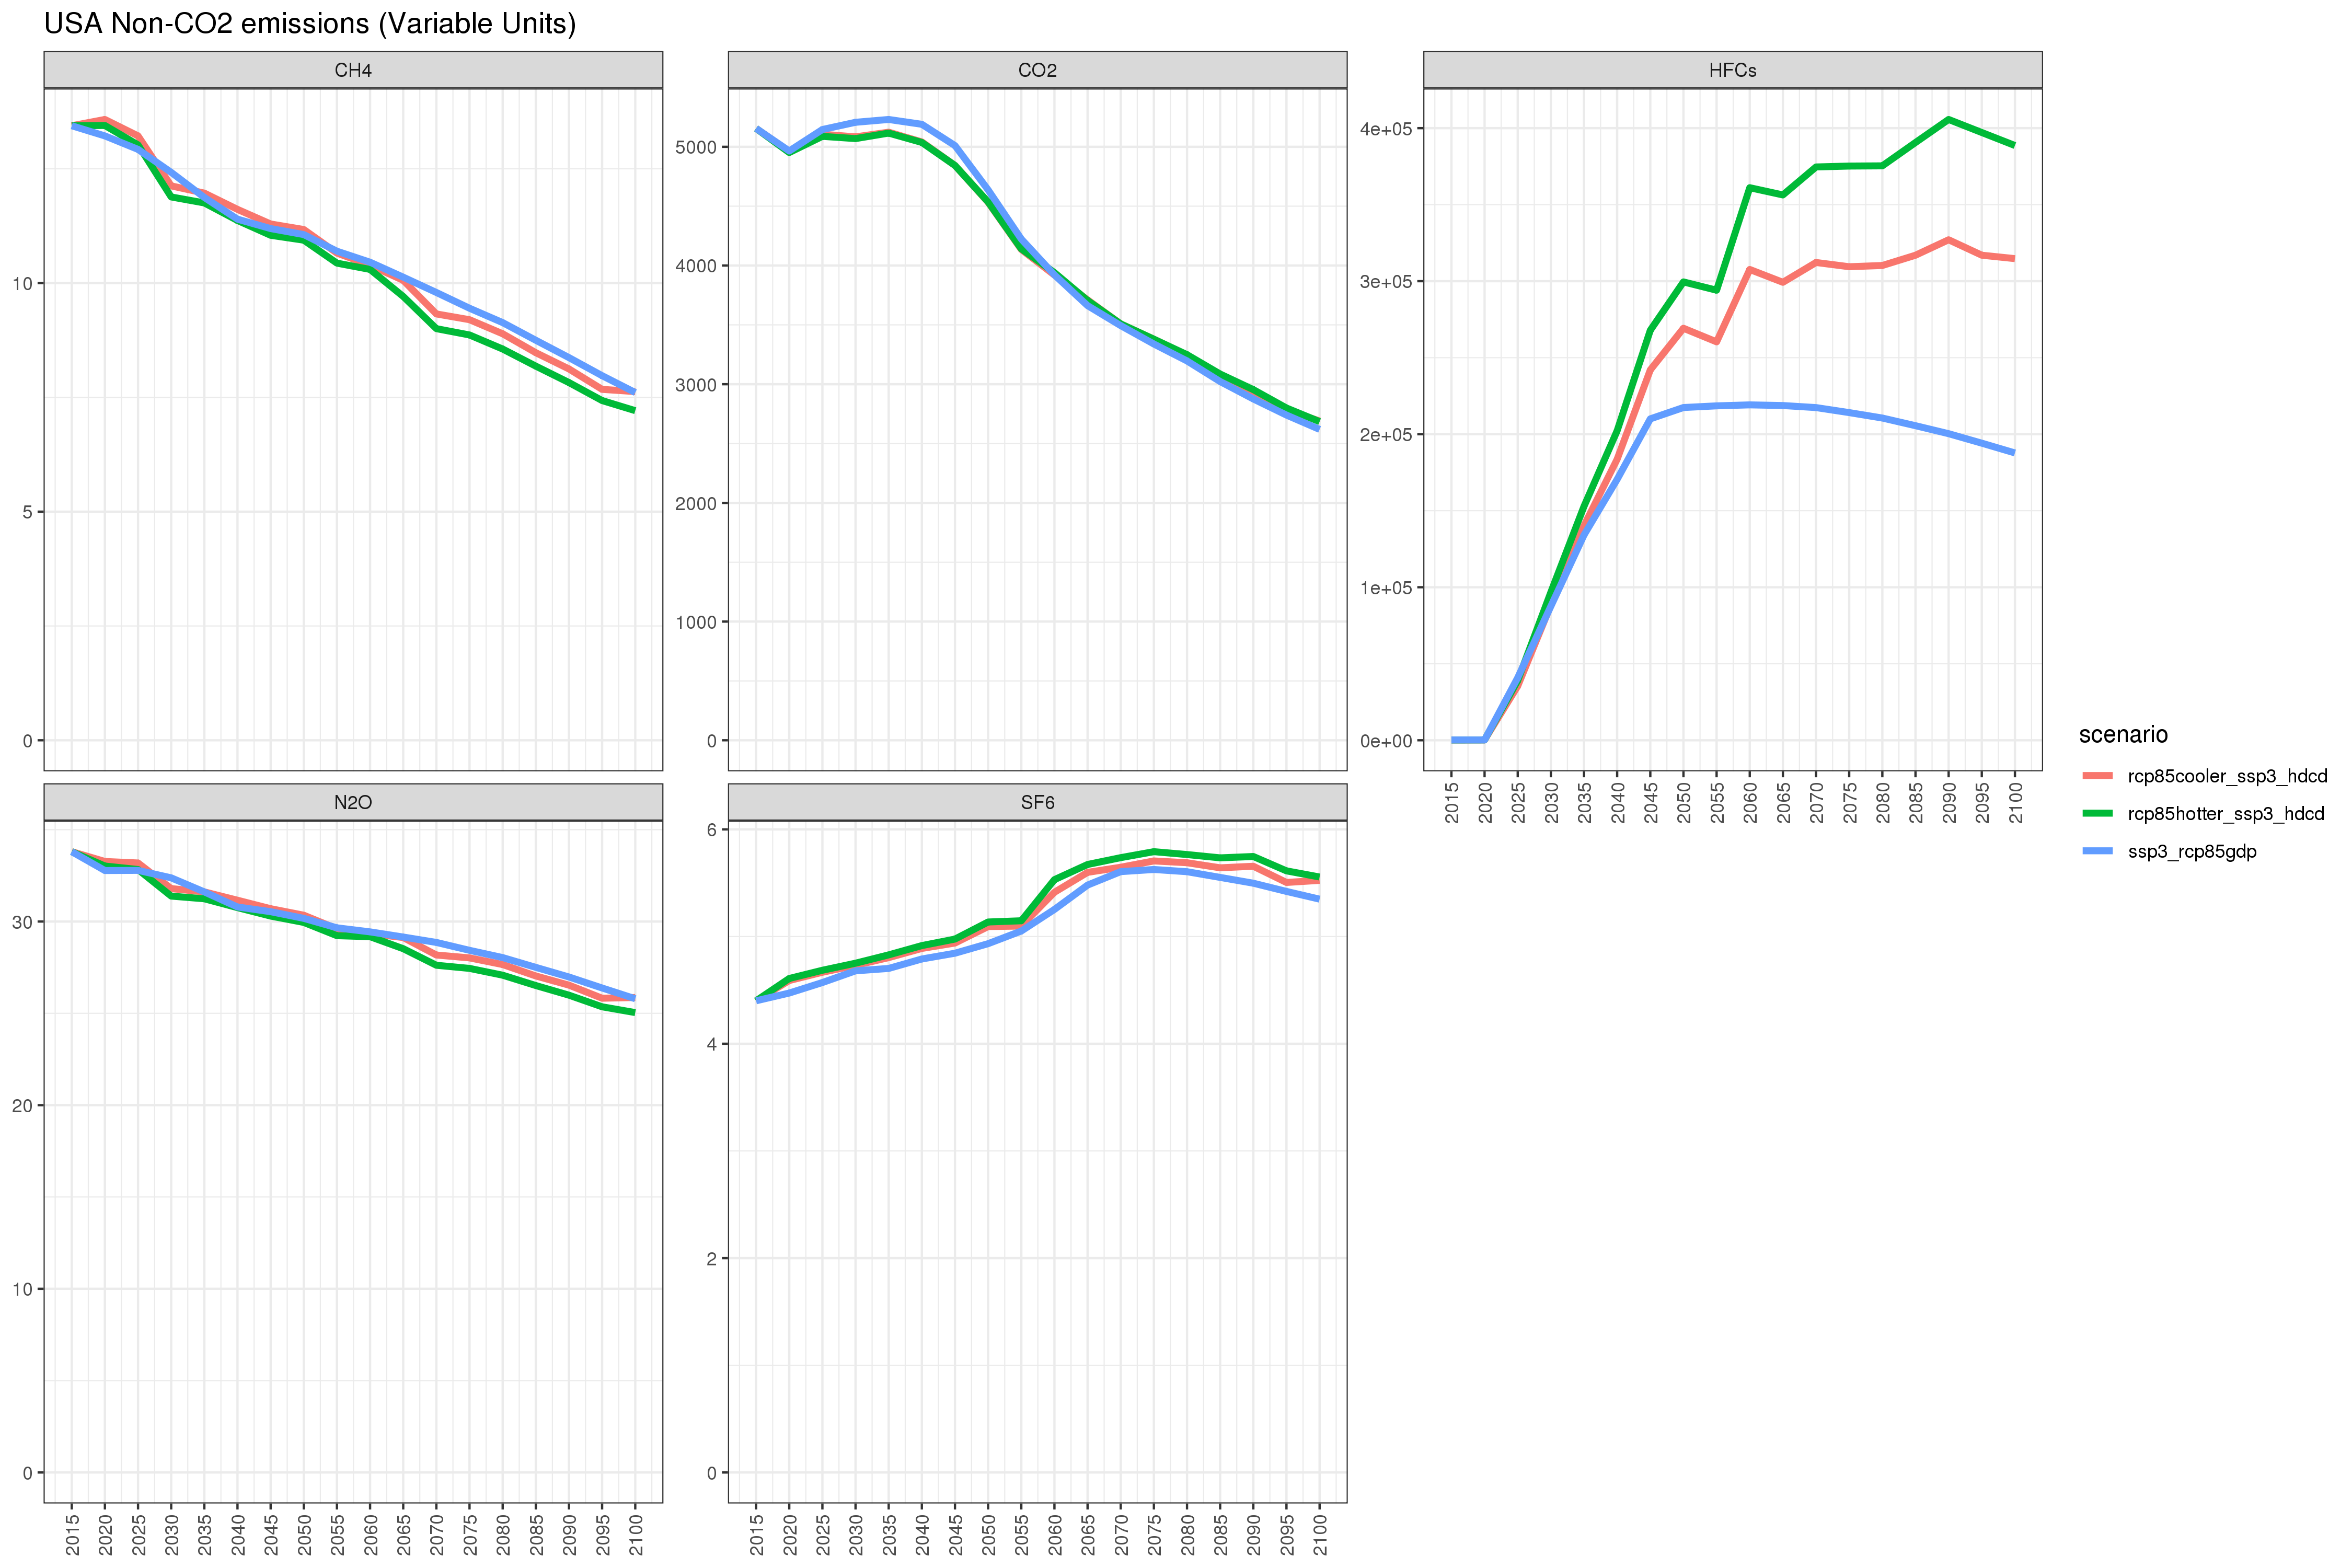 USA Non-CO2 emissions (Variable Units)
CH4
CO2
HFCs
10
5
0
5000
4000
3000
2000
1000
0
4e+05
3e+05
2e+05
1e+05
0e+00
2015 2020 2025 2030 2035 2040 2045 2050 2055 2060 2065 2070 2075 2080 2085 2090 2095 2100
scenario
rcp85cooler_ssp3_hdcd
rcp85hotter_ssp3_hdcd
ssp3_rcp85gdp
N2O
SF6
30
20
10
0
6
4
2
0
2015 2020 2025 2030 2035 2040 2045 2050 2055 2060 2065 2070 2075 2080 2085 2090 2095 2100
2015 2020 2025 2030 2035 2040 2045 2050 2055 2060 2065 2070 2075 2080 2085 2090 2095 2100